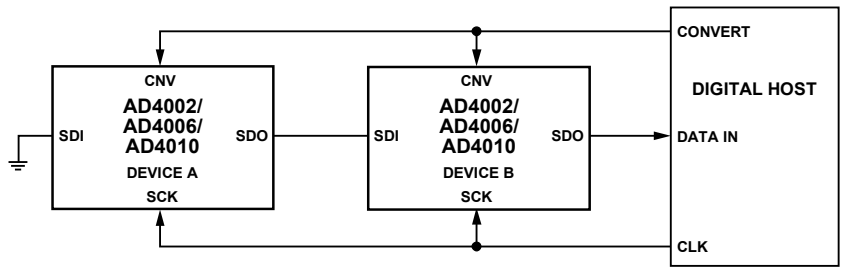 CONVERT
CNV
AD4002/
AD4006/
AD4010
SDI
SDO
DEVICE A
SCK
CNV
AD4002/
AD4006/
AD4010
SDI
SDO
DEVICE B
SCK
DIGITAL HOST
DATA IN
CLK